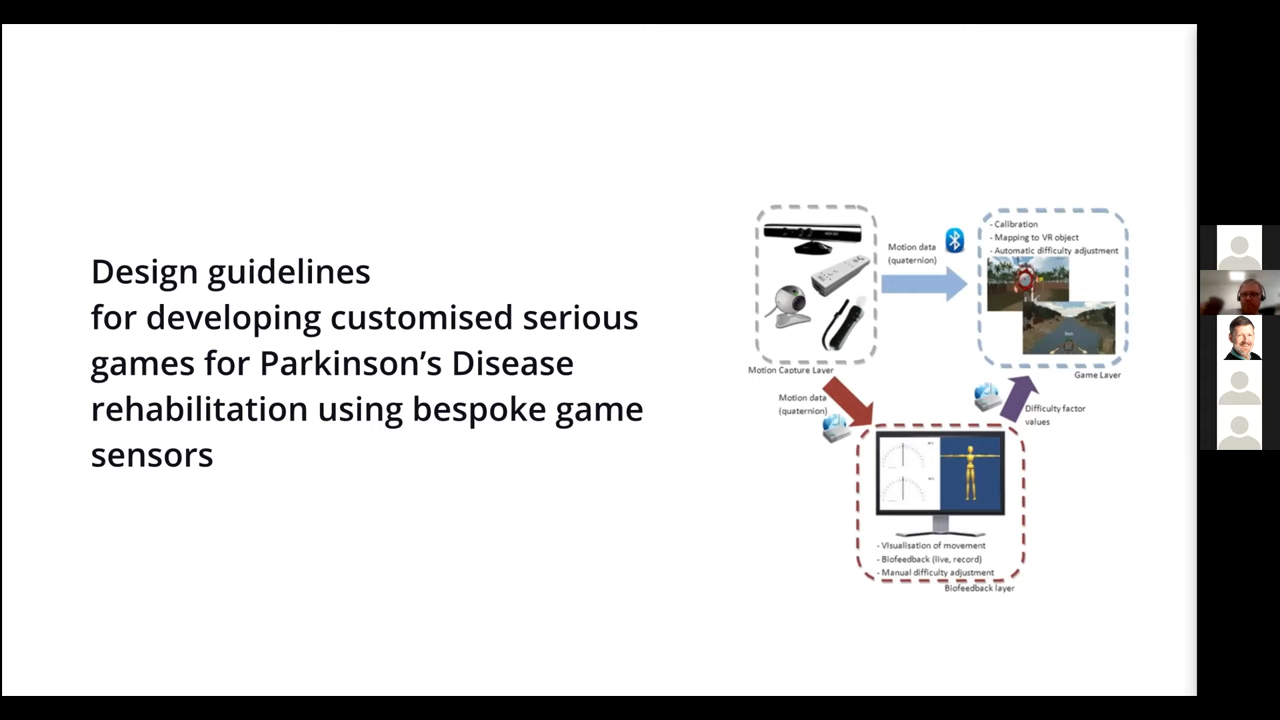 Design guidelines
for developing customised serious
games for Parkinson’s Disease
rehabilitation using bespoke game
sensors
Motion data
(quaternion)
- Calibration
- Mapping to VR object
- Automatic difficulty adjustment
Motion Capture Layer
Game Layer
Motion data
(quaternion)
Difficulty factor
values
- Visualisation of movement
- Biofeedback (live, record)
- Manual difficulty adjustment
Biofeedback layer